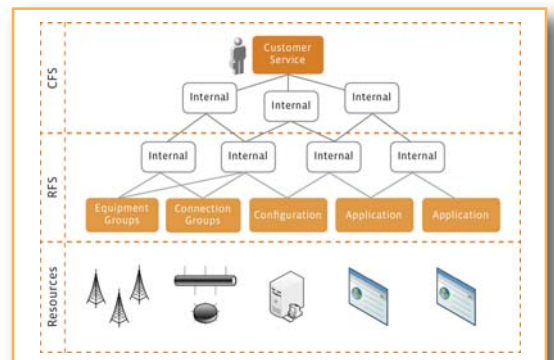 CFS
Customer
Service
Internal
Internal
Internal
RFS
Internal
Internal
Internal
Internal
Equipment
Groups
Connection
Groups
Configuration
Application
Application
Resources